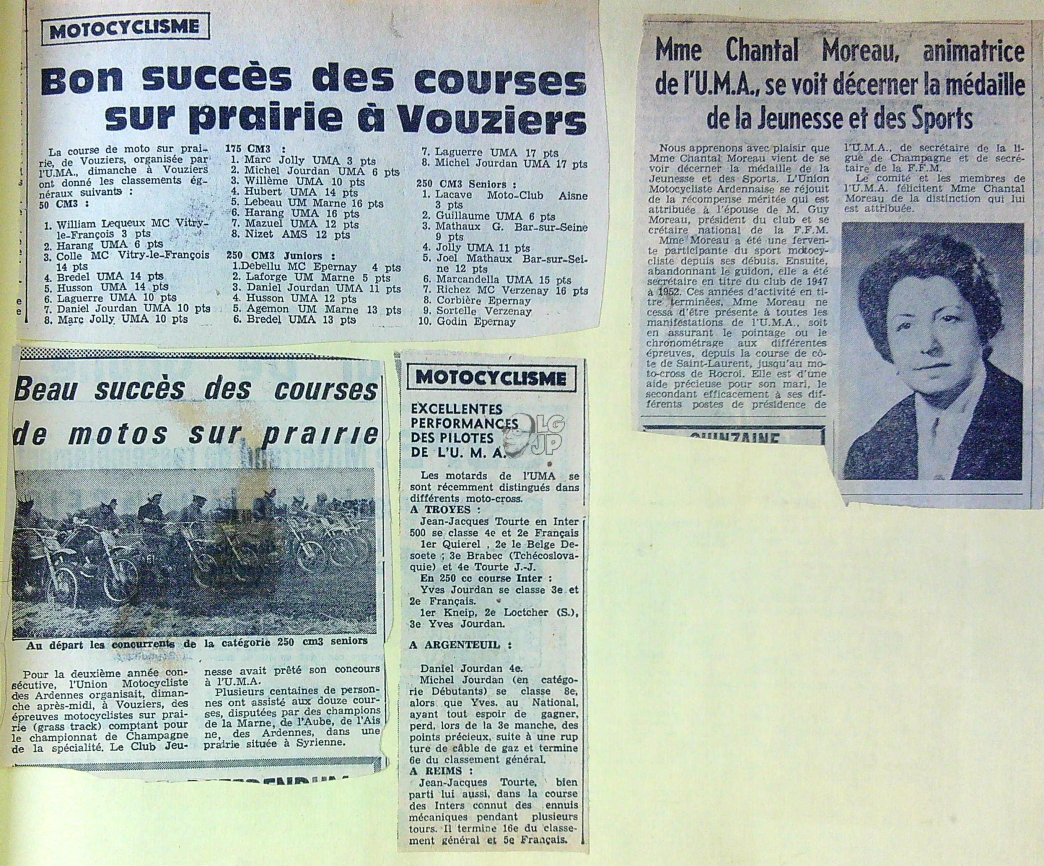 MOTOCYCLISME
Bon succès des courses
sur prairie à Vouziers
La course de moto sur prai-
rie, de Vouziers, organisée par
l'UMA, dimanche à Vouziers
ont donné les classements égé-
néraux suivants :
50 CM3 :
1. William Lequeux MC Vitry-
le-François 3 pts
2. Harang UMA 6 pts
3. Colle MC Vitry-le-François
14 pts
4. Bredel UMA 14 pts
5. Husson UMA 14 pts
6. Laguerre UMA 10 pts
7. Daniel Jourdan UMA 10 pts
8. Marc Jolly UMA 10 pts
175 CM3 :
1. Marc Jolly UMA 3 pts
2. Michel Jourdan UMA 6 pts
3. Willème UMA 10 pts
4. Hubert UMA 14 pts
5. Lebeau UM Marne 16 pts
6. Harang UMA 16 pts
7. Mazuel UMA 12 pts
8. Nizet AMS 12 pts
250 CM3 Juniors :
1.Debellu MC Epernay 4 pts
2. Laforge UM Marne 5 pts
3. Daniel Jourdan UMA 11 pts
4. Husson UMA 12 pts
5. Agemon UM Marne 13 pts
6. Bredel UMA 13 pts
7. Laguerre UMA 17 pts
8. Michel Jourdan UMA 17 pts
250 CM3 Seniors :
1. Lacave Moto-Club Aisne
3 pts
2. Guillaume UMA 6 pts
3. Mathaux G. Bar-sur-Seine
9 pts
4. Jolly UMA 11 pts
5. Joel Mathaux Bar-sur-Sei-
ne 12 pts
6. Marcandella UMA 15 pts
7. Richez MC Verzenay 16 pts
8. Corbière Epernay
9. Sortelle Verzenay
10. Godin Epernay
Mme Chantal Moreau, animatrice
de l'U.M.A., se voit décerner la médaille
de la Jeunesse et des Sports
Nous apprenons avec plaisir que
Mme Chantal Moreau vient de se
voir décerner la médaille de la
Jeunesse et des Sports. L'Union
Motocycliste Ardennaise se réjouit
de la récompense méritée qui est
attribuée à l'épouse de M. Guy
Moreau, président du club et se
crétaire national de la F.F.M.
Mme Moreau a été une ferven-
te participante du sport motocy-
cliste depuis ses débuts. Ensuite,
abandonnant le guidon, elle a été
secrétaire en titre du club de 1947
à 1952. Ces années d'activité en ti-
tre terminées, Mme Moreau ne
cessa d'être présente à toutes les
manifestations de l'U.M.A., soit
en assurant le pointage ou le
chronométrage aux différentes
épreuves, depuis la course de cô-
te de Saint-Laurent, jusqu'au mo-
to-cross de Rocroi. Elle est d'une
aide précieuse pour son mari, le
secondant efficacement à ses dif-
férents postes de présidence de
l'U.M.A., de secrétaire de la li-
gue de Champagne et de secré-
taire de la F.F.M.
Le comité et les membres de
l'U.M.A. félicitent Mme Chantal
Moreau de la distinction qui lui
est attribuée.
QUINZAINE
Beau succès des courses
de motos sur prairie
Au départ les concurrents de la catégorie 250 cm3 seniors
Pour la deuxième année con-
sécutive, l'Union Motocycliste
des Ardennes organisait, diman-
che après-midi, à Vouziers, des
épreuves motocyclistes sur prai-
rie (grass track) comptant pour
le championnat de Champagne
de la spécialité. Le Club Jeu-
nesse avait prêté son concours
à l'U.M.A.
Plusieurs centaines de person-
nes ont assisté aux douze cour-
ses, disputées par des champions
de la Marne, de l'Aube, de l'Ais
ne, des Ardennes, dans une
prairie située à Syrienne.
MOTOCYCLISME
EXCELLENTES
PERFORMANCES
DES PILOTES
DE L'U. M. A.
LG
JP
Les motards de l'UMA se
sont récemment distingués dans
différents moto-cross.
A TROYES :
Jean-Jacques Tourte en Inter
500 se classe 4e et 2e Français
1er Quierel , 2e le Belge De-
soete ; 3e Brabec (Tchécoslova-
quie) et 4e Tourte J.-J.
En 250 cc course Inter :
Yves Jourdan se classe 3e et
2e Français.
1er Kneip, 2e Loetcher (S.),
3e Yves Jourdan.
A ARGENTEUIL :
Daniel Jourdan 4e.
Michel Jourdan (en catégo-
rie Débutants) se classe 8e,
alors que Yves, au National,
ayant tout espoir de gagner,
perd, lors de la 3e manche, des
points précieux, suite à une rup
ture de câble de gaz et termine
6e du classement général.
A REIMS :
Jean-Jacques Tourte, bien
parti lui aussi, dans la course
des Inters connut des ennuis
mécaniques pendant plusieurs
tours. Il termine 16e du classe-
ment général et 5e Français.